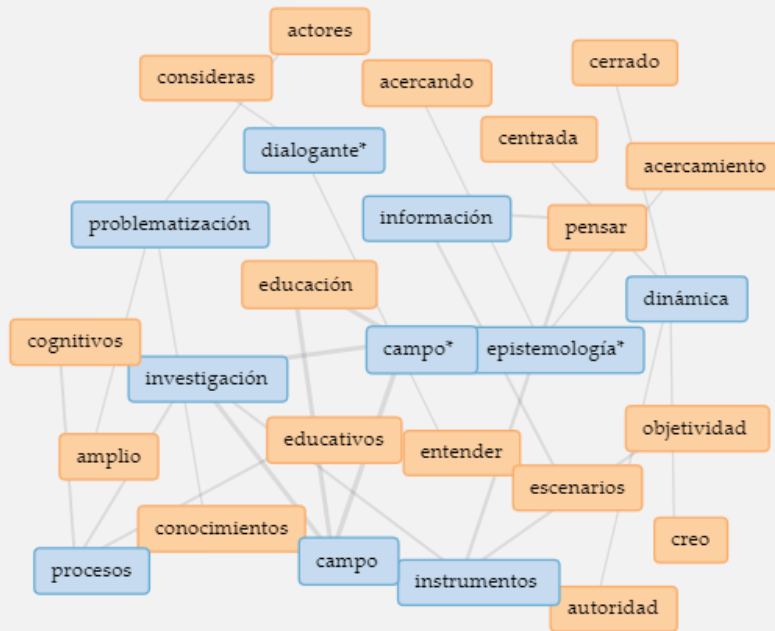 actores
consideras
cerrado
acercando
centrada
dialogante*
acercamiento
problematización
información
pensar
educación
dinámica
cognitivos
campo*
epistemología*
investigación
educativos
objetividad
amplio
entender
escenarios
conocimientos
creo
procesos
campo
instrumentos
autoridad